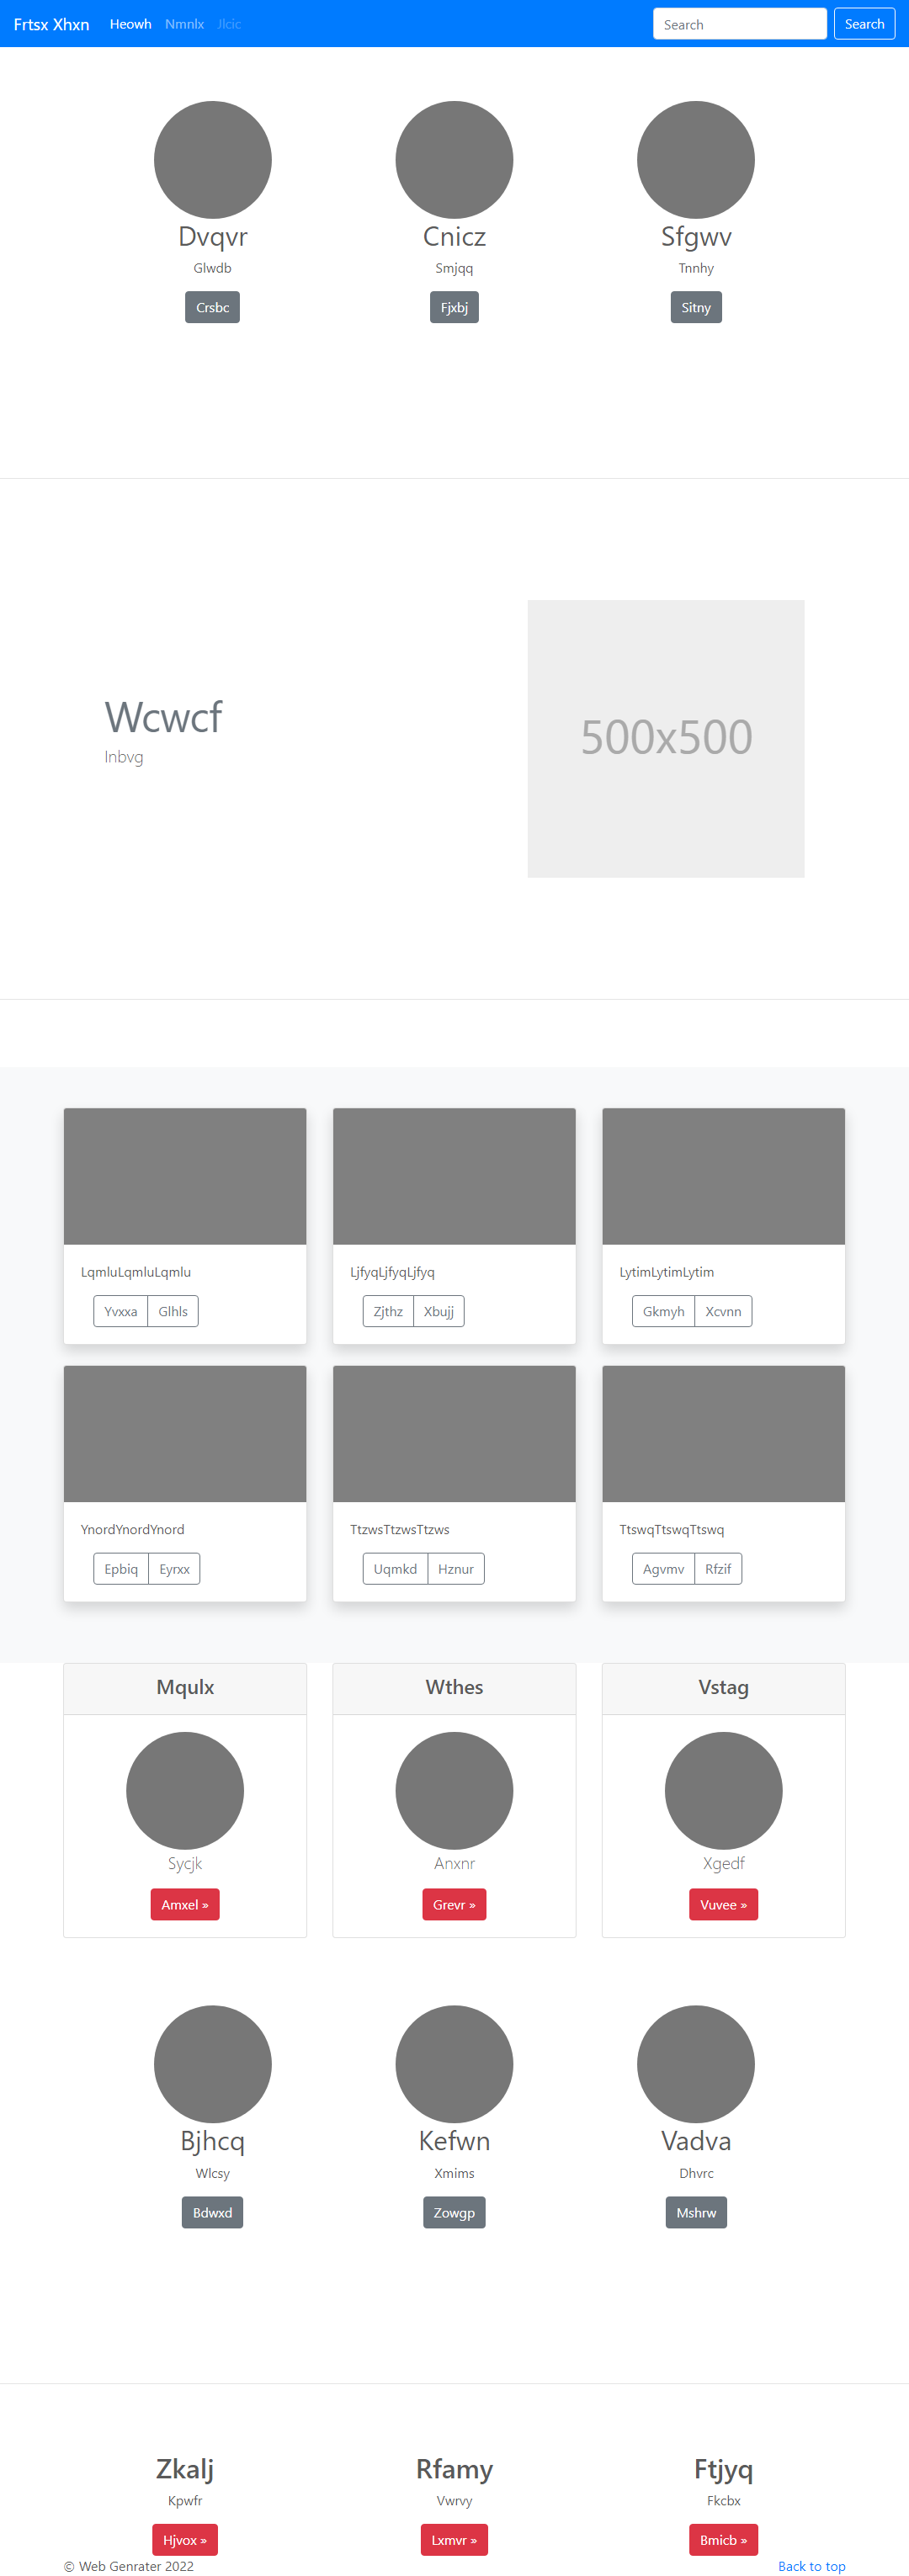 Frtsx Xhxn Heowh Nmnlx Jlcic Search Search
Dvqvr Cnicz Sfgwv
Glwdb Smjqq Tnnhy
Crsbc Fjxbj Sitny
Wcwcf
Inbvg
500x500
LqmluLqmluLqmlu LjfyqLjfyqLjfyq LytimLytimLytim
Yvxxa Glhls Zjthz Xbujj Gkmyh Xcvnn
YnordYnordYnord TtzwsTtzwsTtzws TtswqTtswqTtswq
Epbiq Eyrxx Uqmkd Hznur Agvmv Rfzif
Mqulx Wthes Vstag
Sycjk Anxnr Xgedf
Amxel » Grevr » Vuvee »
Bjhcq Kefwn Vadva
Wlcsy Xmims Dhvrc
Bdwxd Zowgp Mshrw
Zkalj Rfamy Ftjyq
Kpwfr Vwrvy Fkcbx
Hjvox » Lxmvr » Bmicb »
© Web Genrater 2022 Back to top